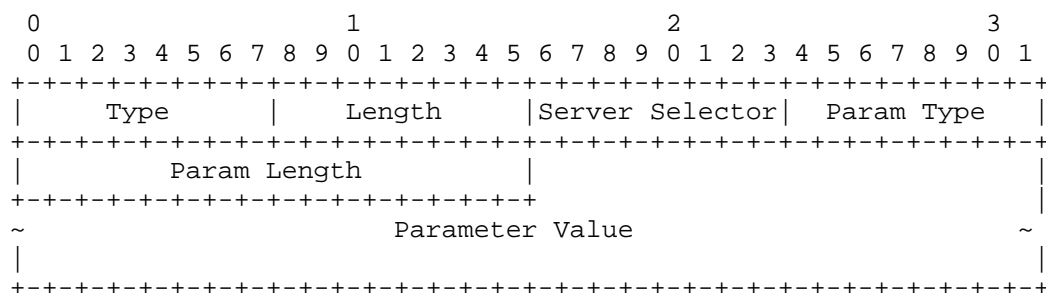 0                   1                   2                   3
 0 1 2 3 4 5 6 7 8 9 0 1 2 3 4 5 6 7 8 9 0 1 2 3 4 5 6 7 8 9 0 1
+-+-+-+-+-+-+-+-+-+-+-+-+-+-+-+-+-+-+-+-+-+-+-+-+-+-+-+-+-+-+-+-+
|     Type      |    Length     |Server Selector|  Param Type   |
+-+-+-+-+-+-+-+-+-+-+-+-+-+-+-+-+-+-+-+-+-+-+-+-+-+-+-+-+-+-+-+-+
|         Param Length          |                               |
+-+-+-+-+-+-+-+-+-+-+-+-+-+-+-+-+                               |
~                       Parameter Value                         ~
|                                                               |
+-+-+-+-+-+-+-+-+-+-+-+-+-+-+-+-+-+-+-+-+-+-+-+-+-+-+-+-+-+-+-+-+